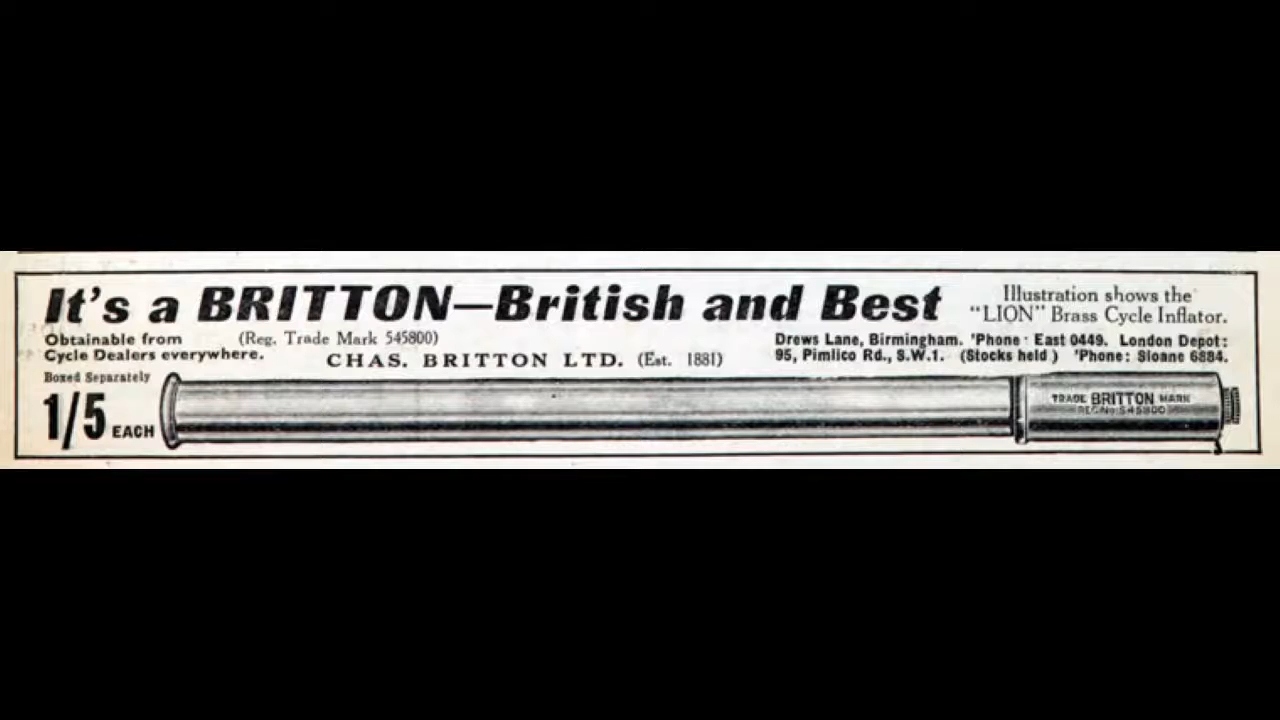 It's a BRITTON—British and Best
Illustration shows the
"LION" Brass Cycle Inflator.
Obtainable from
Cycle Dealers everywhere.
(Reg. Trade Mark 545800)
CHAS. BRITTON LTD. (Est. 1881)
Drews Lane, Birmingham. 'Phone: East 0449. London Depot:
95, Pimlico Rd., S.W.1. (Stocks held) 'Phone: Sloane 6884.
Boxed Separately
1/5 EACH
TRADE BRITTON MARK
REG No 545800